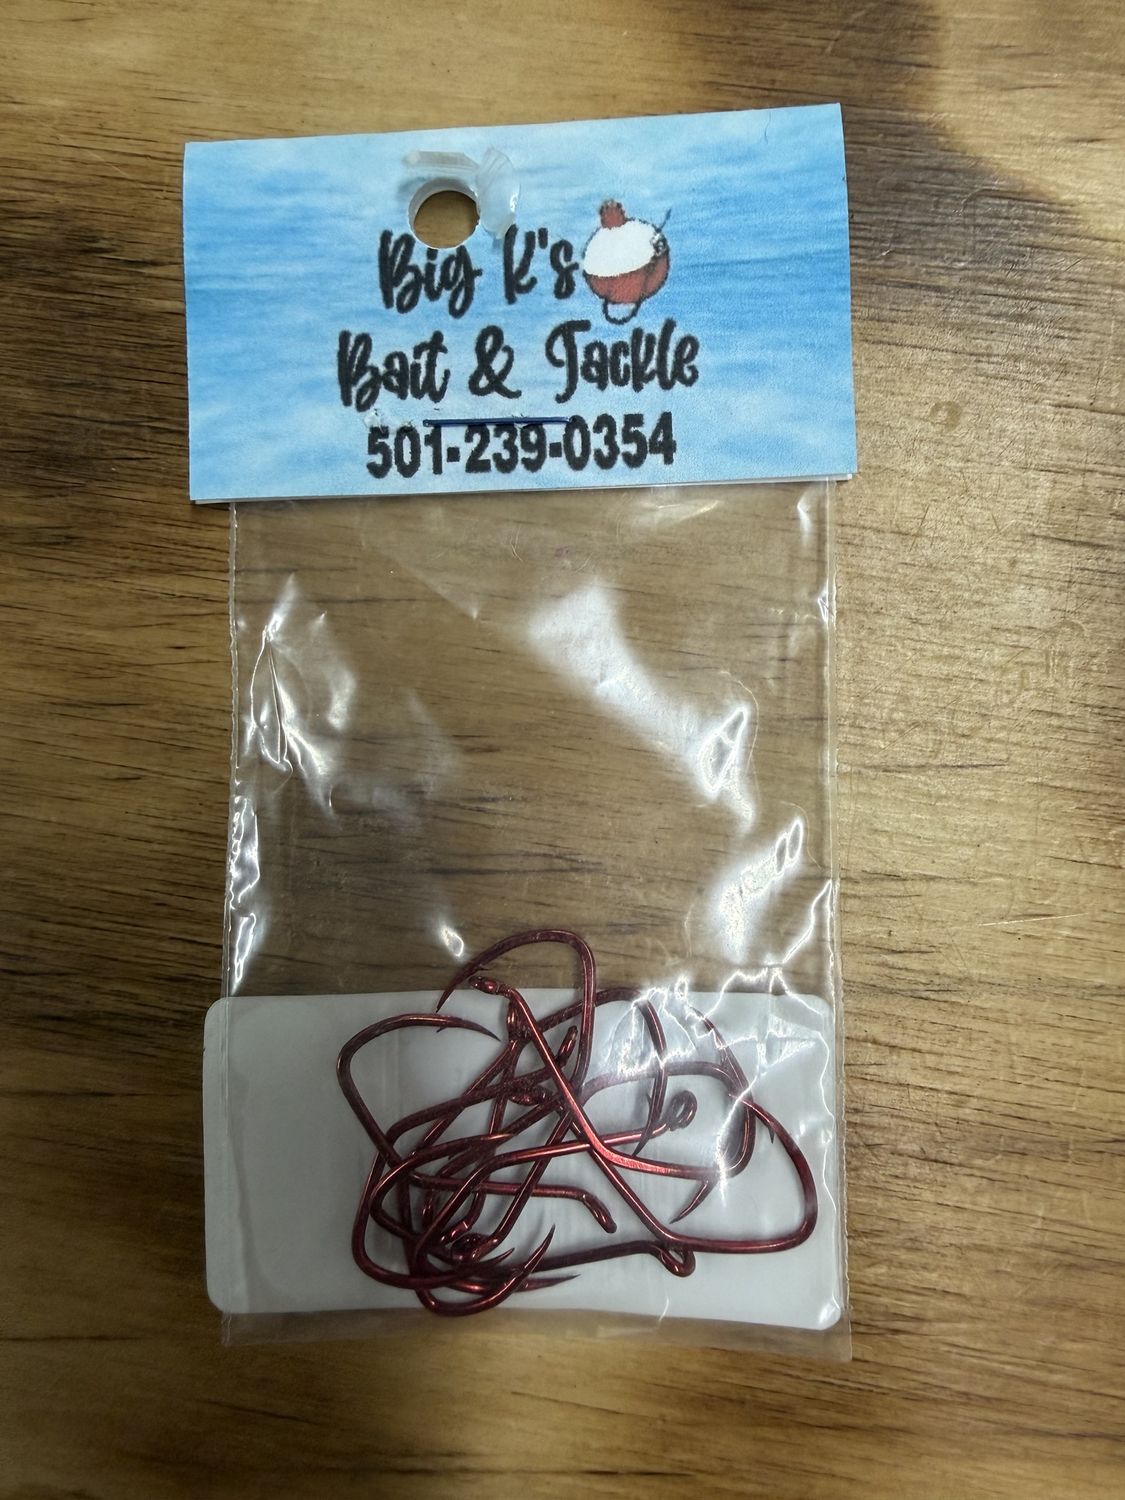 Big K's
Bait & Tackle
501-239-0354